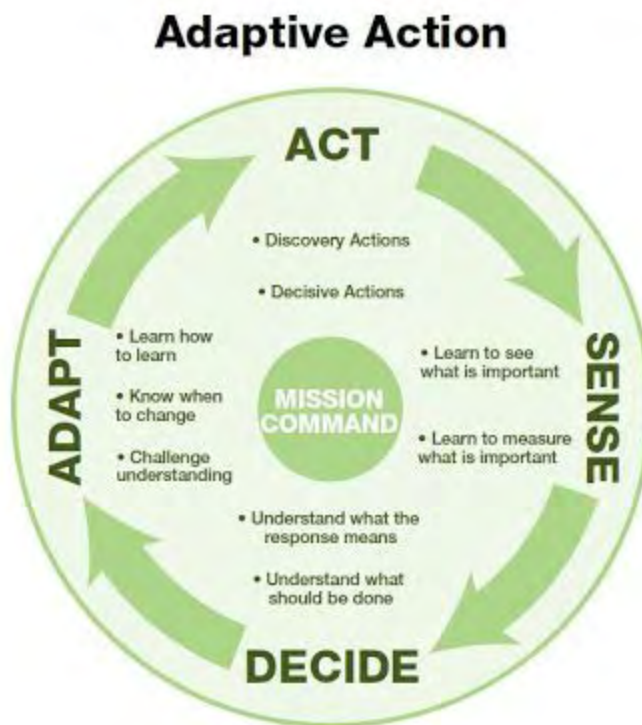 Adaptive Action
ACT
• Discovery Actions
• Decisive Actions
SENSE
• Learn to see
what is important
• Learn to measure
what is important
DECIDE
• Understand what the
response means
• Understand what
should be done
ADAPT
• Learn how
to learn
• Know when
to change
• Challenge
understanding
MISSION
COMMAND